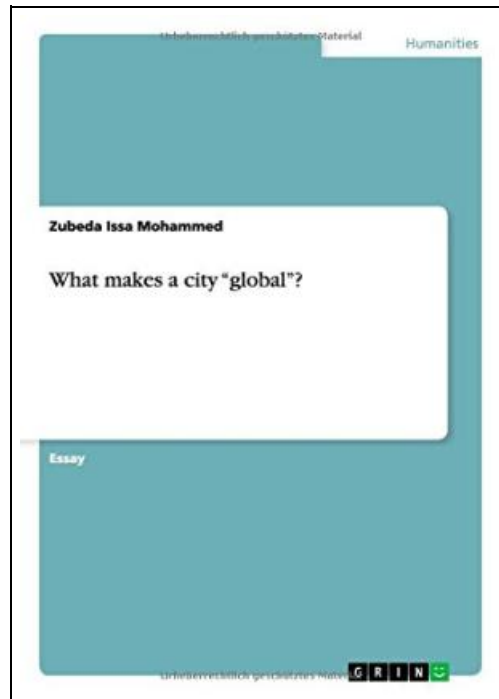 Urheberrechtlich geschütztes Material
Humanities
Zubeda Issa Mohammed
What makes a city “global”?
Essay
Urheberrechtlich geschütztes Material
GRIN